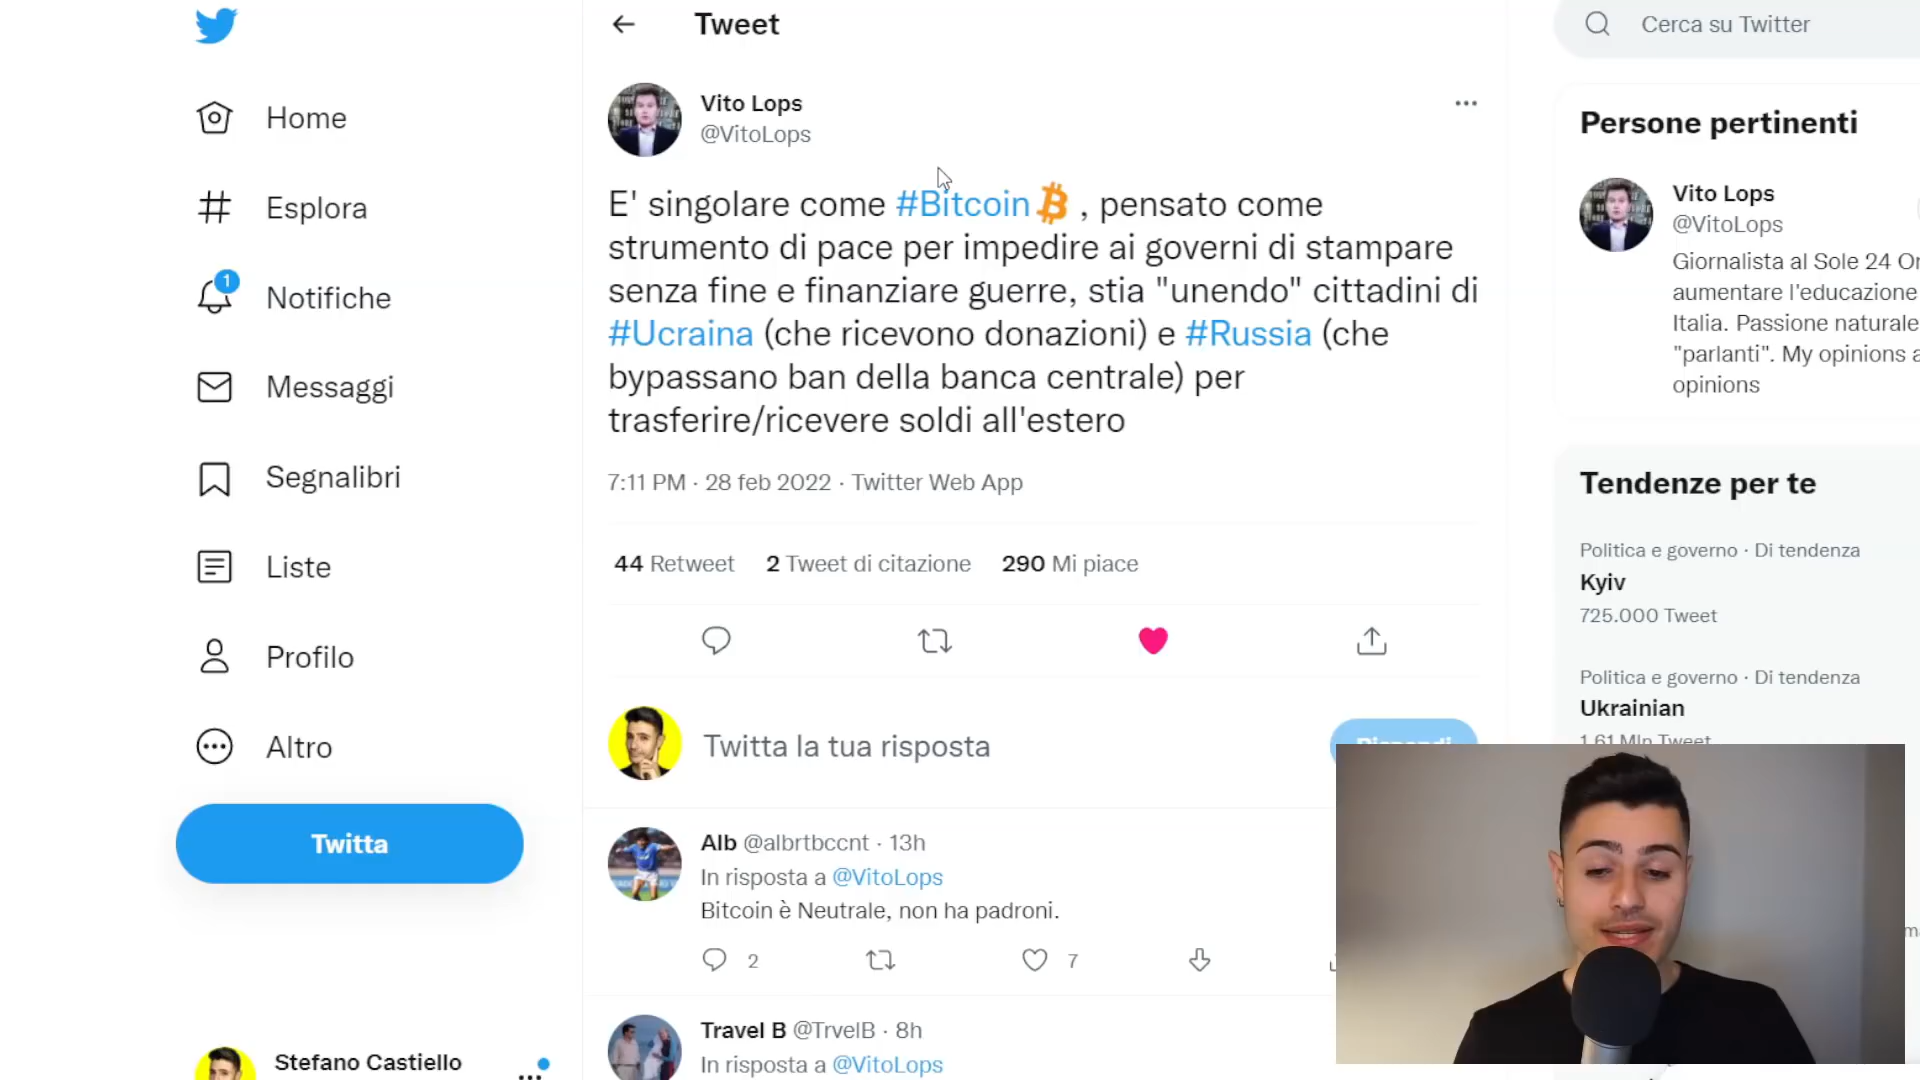 Home
Esplora
1
Notifiche
Messaggi
Segnalibri
Liste
Profilo
Altro
Twitta
Stefano Castiello
Tweet
Vito Lops
@VitoLops
E' singolare come #Bitcoin , pensato come
strumento di pace per impedire ai governi di stampare
senza fine e finanziare guerre, stia "unendo" cittadini di
#Ucraina (che ricevono donazioni) e #Russia (che
bypassano ban della banca centrale) per
trasferire/ricevere soldi all'estero
7:11 PM · 28 feb 2022 · Twitter Web App
44 Retweet 2 Tweet di citazione 290 Mi piace
Twitta la tua risposta
Alb @albrtbccnt · 13h
In risposta a @VitoLops
Bitcoin è Neutrale, non ha padroni.
2 7
Travel B @TrvelB · 8h
In risposta a @VitoLops
Cerca su Twitter
Persone pertinenti
Vito Lops
@VitoLops
Giornalista al Sole 24 Or
aumentare l'educazione
Italia. Passione naturale
"parlanti". My opinions a
opinions
Tendenze per te
Politica e governo · Di tendenza
Kyiv
725.000 Tweet
Politica e governo · Di tendenza
Ukrainian
1,61 Mln Tweet